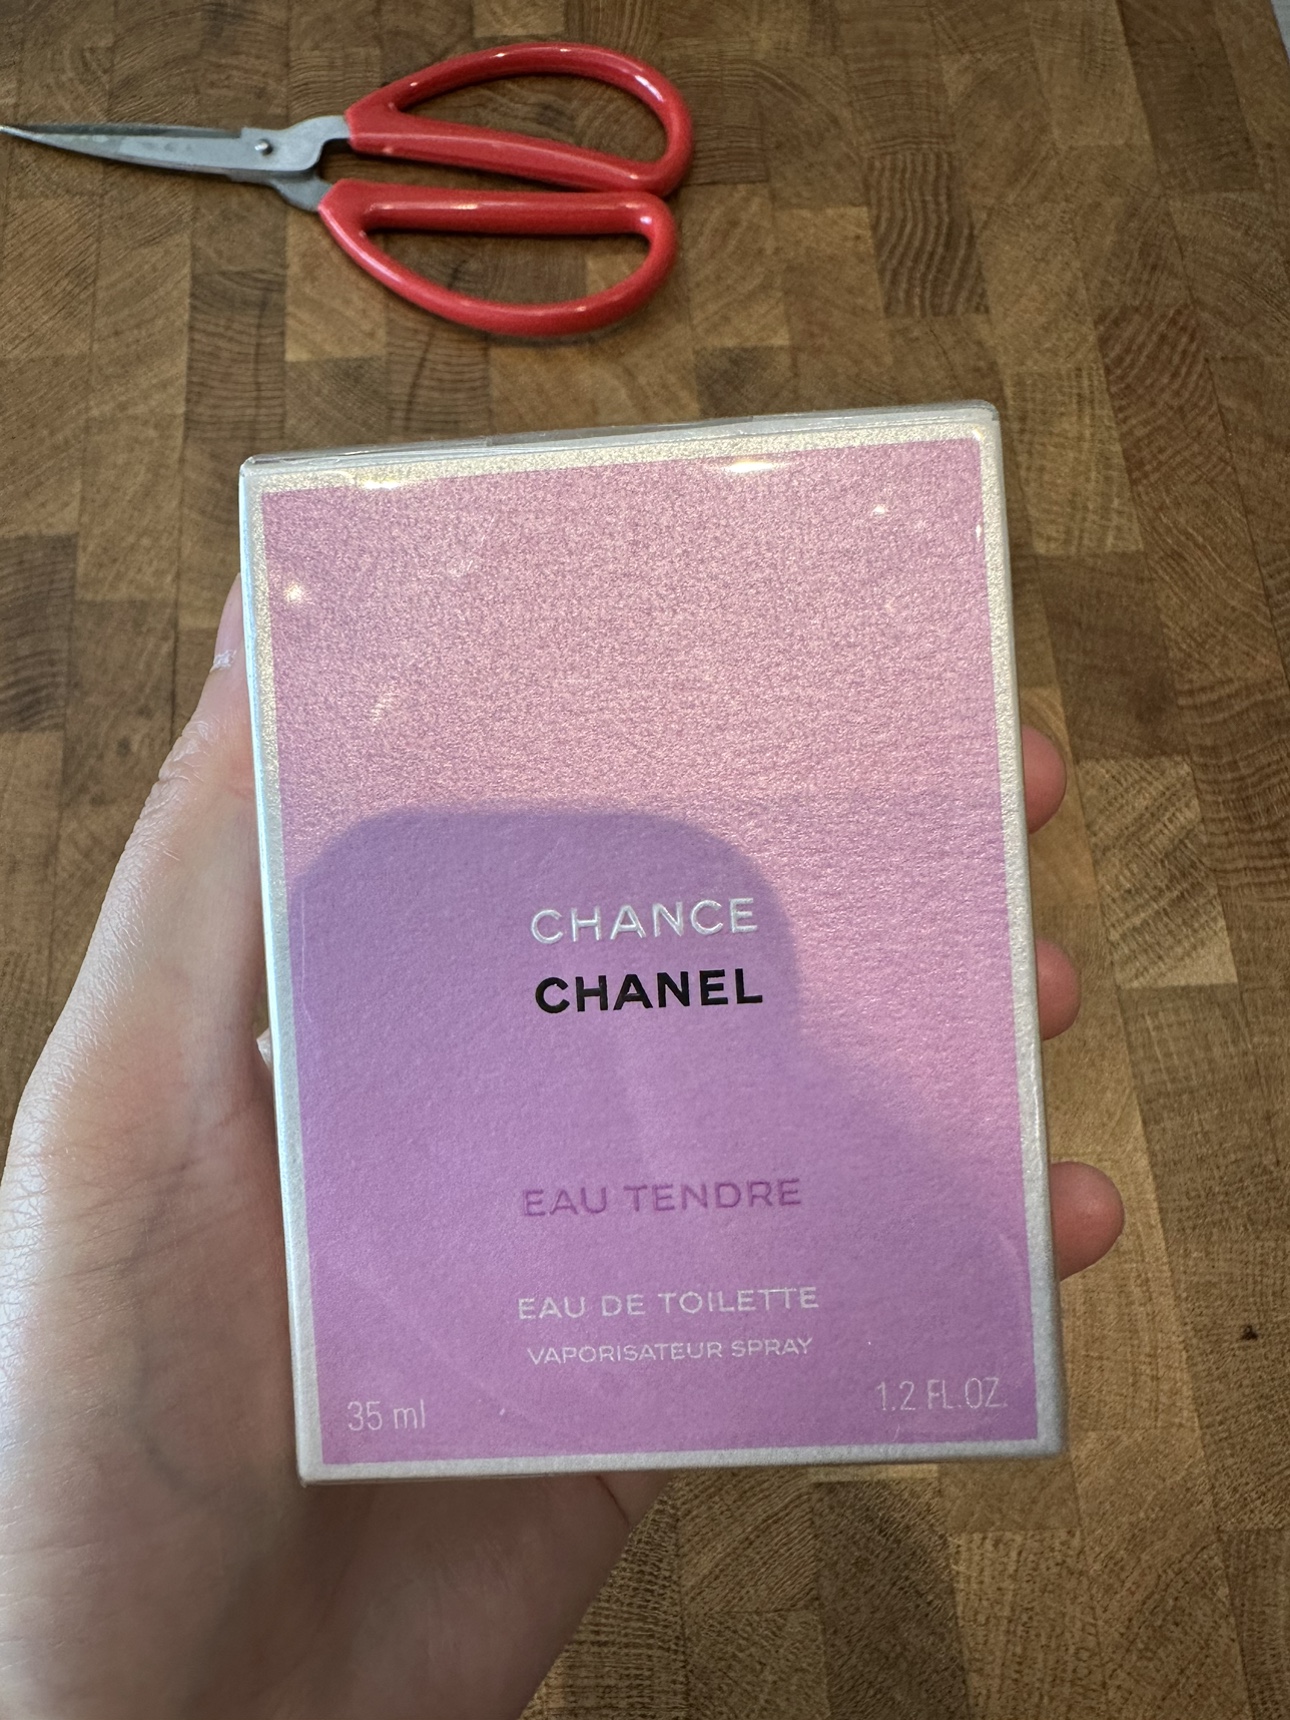 CHANCE
CHANEL
EAU TENDRE
EAU DE TOILETTE
VAPORISATEUR SPRAY
35 ml
1.2 FL.OZ.